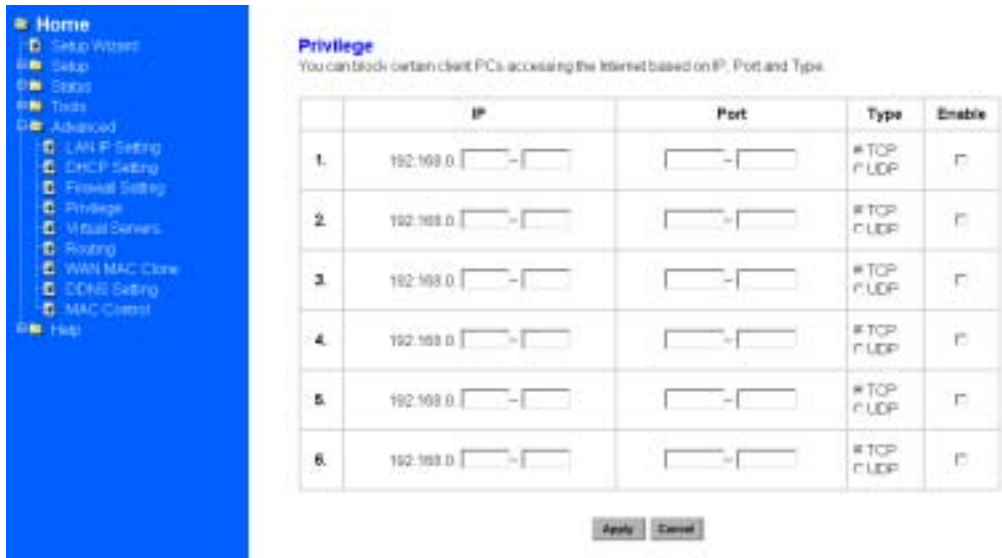 Home
Setup Wizard
Setup
Status
Tools
Advanced
LAN IP Setting
DHCP Setting
Firewall Setting
Privilege
Virtual Servers
Routing
WAN MAC Clone
DDNS Setting
MAC Control
Help
Privilege
You can block certain client PCs accessing the Internet based on IP, Port and Type.
IP Port Type Enable
1. 192.168.0. - - TCP
UDP
2. 192.168.0. - - TCP
UDP
3. 192.168.0. - - TCP
UDP
4. 192.168.0. - - TCP
UDP
5. 192.168.0. - - TCP
UDP
6. 192.168.0. - - TCP
UDP
Apply Cancel